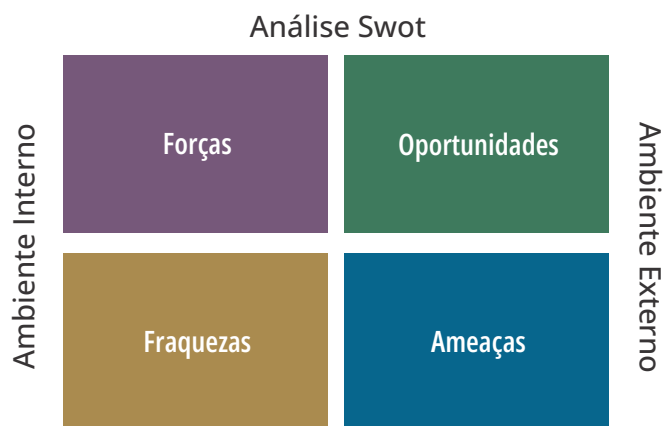 Análise Swot
Ambiente Interno
Forças
Oportunidades
Ambiente Externo
Fraquezas
Ameaças